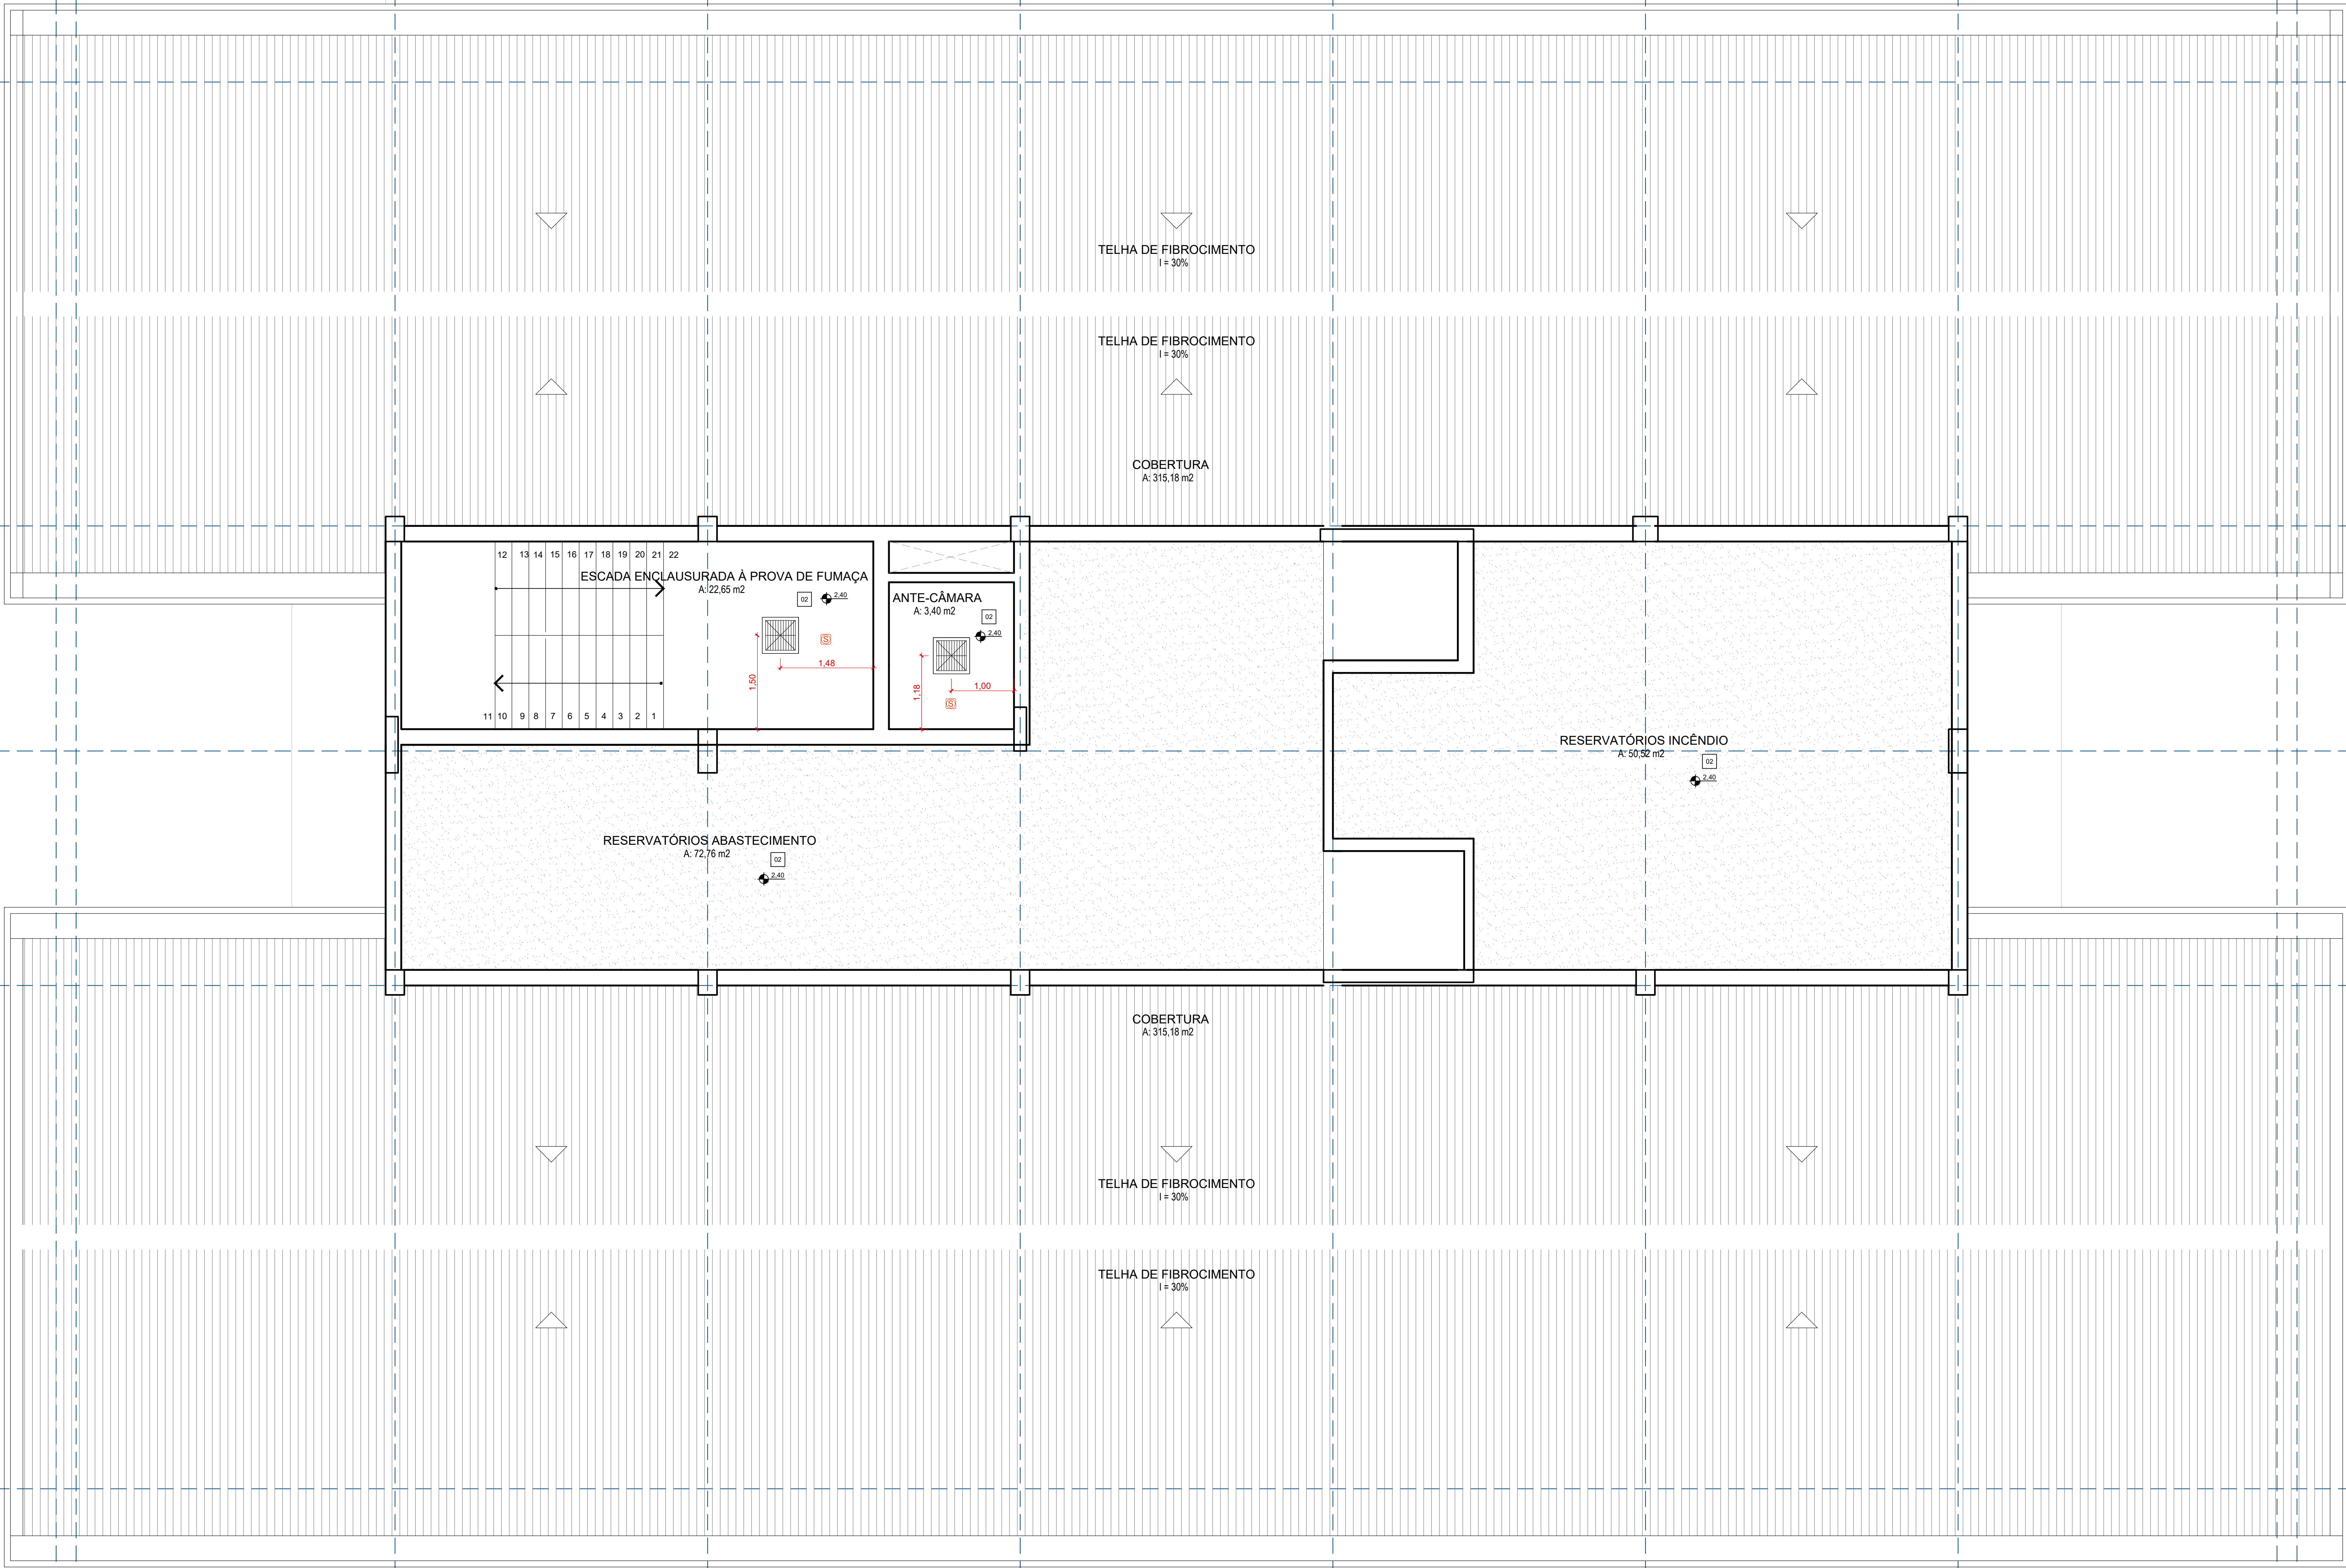 TELHA DE FIBROCIMENTO
I = 30%
TELHA DE FIBROCIMENTO
I = 30%
COBERTURA
A: 315,18 m2
12 13 14 15 16 17 18 19 20 21 22
ESCADA ENCLAUSURADA À PROVA DE FUMAÇA
A: 22,65 m2
02
2,40
S
1,48
1,50
11 10 9 8 7 6 5 4 3 2 1
ANTE-CÂMARA
A: 3,40 m2
02
2,40
1,18
1,00
S
RESERVATÓRIOS INCÊNDIO
A: 50,52 m2
02
2,40
RESERVATÓRIOS ABASTECIMENTO
A: 72,76 m2
02
2,40
COBERTURA
A: 315,18 m2
TELHA DE FIBROCIMENTO
I = 30%
TELHA DE FIBROCIMENTO
I = 30%